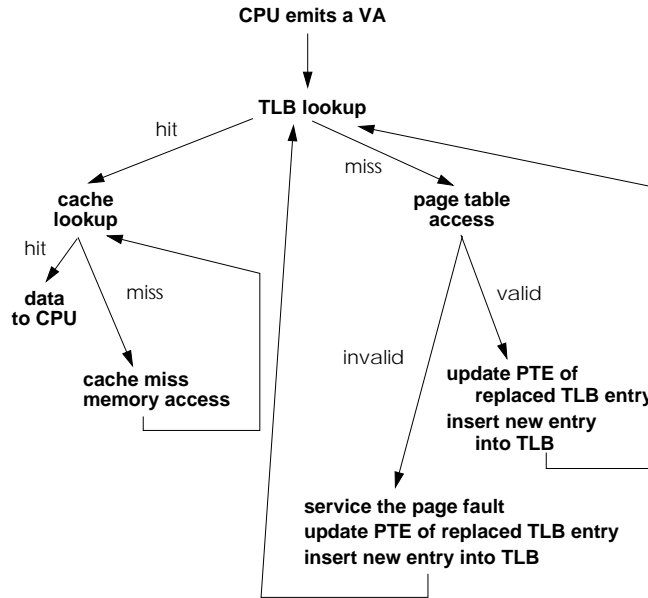 CPU emits a VA
TLB lookup
hit
miss
cache
lookup
page table
access
hit
miss
data
to CPU
valid
invalid
cache miss
memory access
update PTE of
replaced TLB entry
insert new entry
into TLB
service the page fault
update PTE of replaced TLB entry
insert new entry into TLB